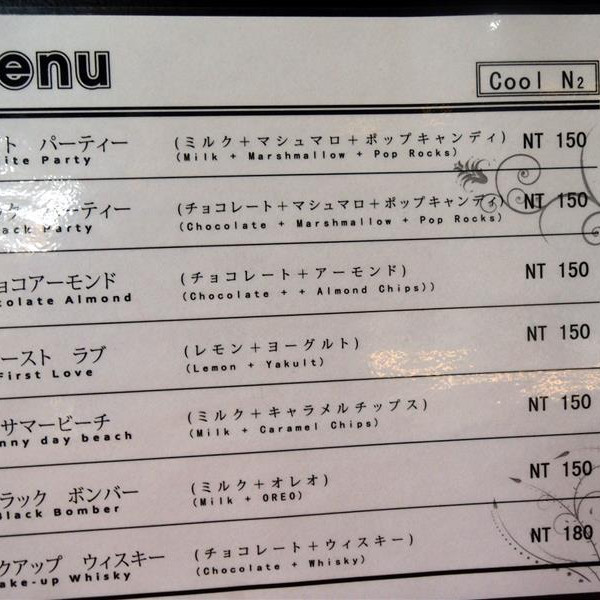 enu
Cool N2
ト パーティー (ミルク+マシュマロ+ポップキャンディ) NT 150
ite Party (Milk + Marshmallow + Pop Rocks)
パーティー (チョコレート+マシュマロ+ポップキャンディ) NT 150
ack Party (Chocolate + Marshmallow + Pop Rocks)
ョコアーモンド (チョコレート+アーモンド) NT 150
colate Almond (Chocolate + + Almond Chips))
ースト ラブ (レモン+ヨーグルト) NT 150
First Love (Lemon + Yakult)
サマービーチ (ミルク+キャラメルチップス) NT 150
nny day beach (Milk + Caramel Chips)
ラック ボンバー (ミルク+オレオ) NT 150
Black Bomber (Milk + OREO)
クアップ ウィスキー (チョコレート+ウィスキー) NT 180
ake-up Whisky (Chocolate + Whisky)